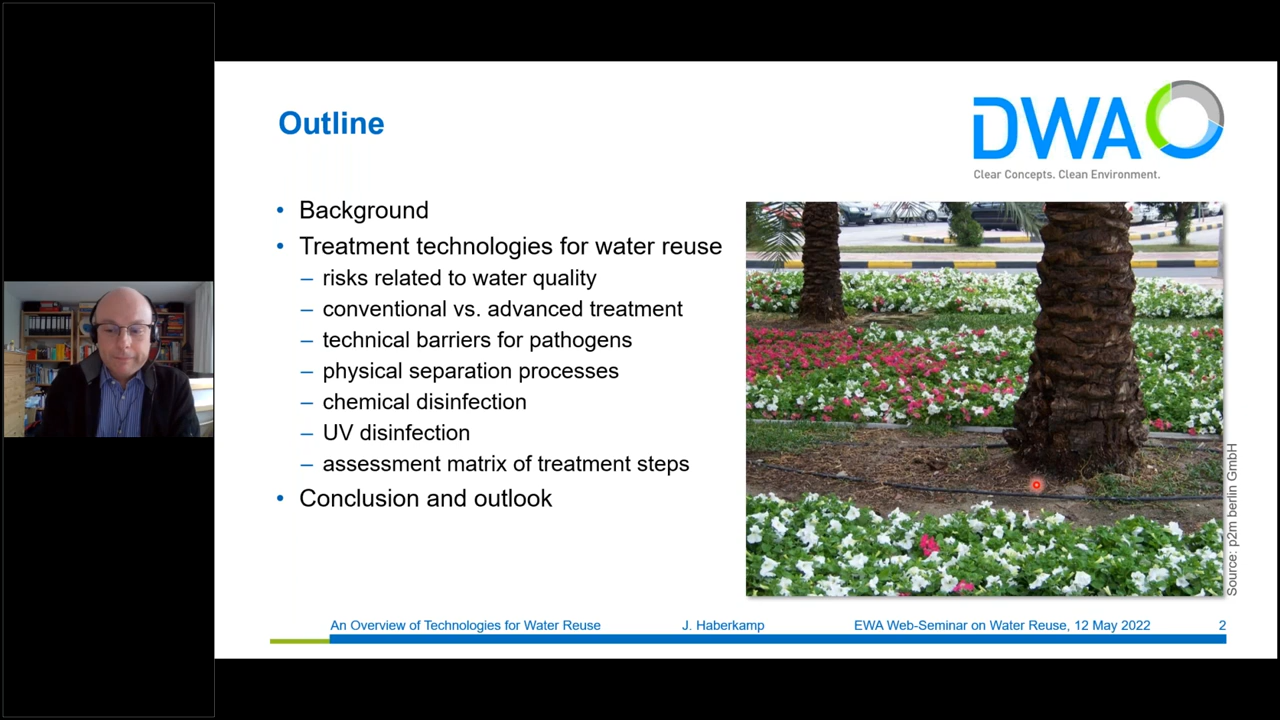 Outline
DWA
Clear Concepts. Clean Environment.
• Background
• Treatment technologies for water reuse
– risks related to water quality
– conventional vs. advanced treatment
– technical barriers for pathogens
– physical separation processes
– chemical disinfection
– UV disinfection
– assessment matrix of treatment steps
• Conclusion and outlook
Source: p2m berlin GmbH
An Overview of Technologies for Water Reuse J. Haberkamp EWA Web-Seminar on Water Reuse, 12 May 2022 2